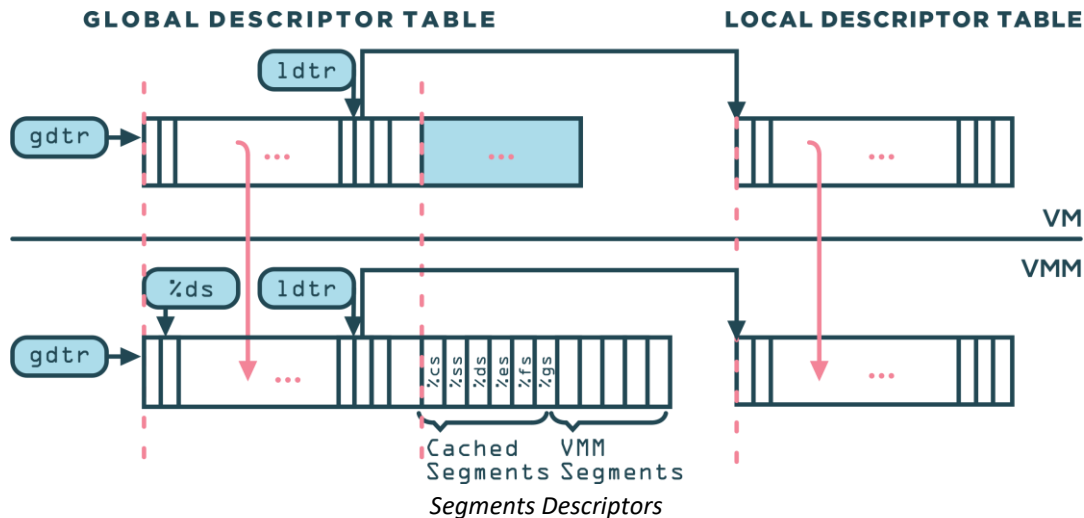 GLOBAL DESCRIPTOR TABLE
LOCAL DESCRIPTOR TABLE
ldtr
gdtr
...
...
...
VM
VMM
%ds
ldtr
gdtr
...
%cs
%ss
%ds
%es
%fs
%gs
...
Cached Segments
VMM Segments
Segments Descriptors